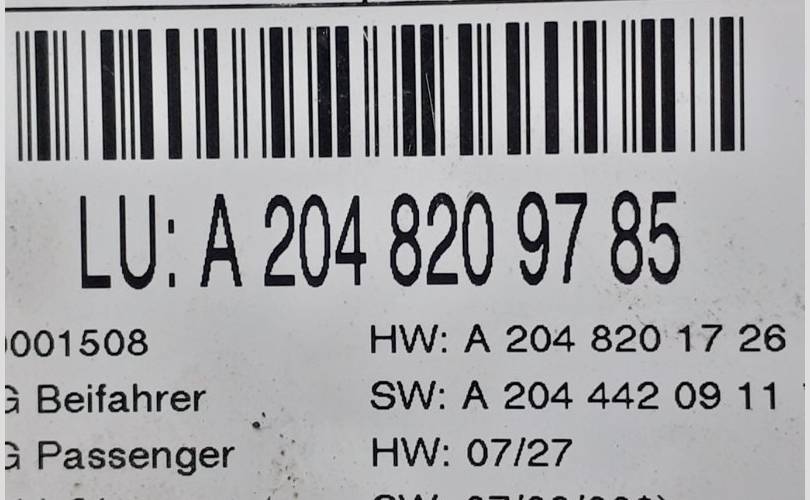 LU: A 204 820 97 85
001508 HW: A 204 820 17 26
G Beifahrer SW: A 204 442 09 11
G Passenger HW: 07/27